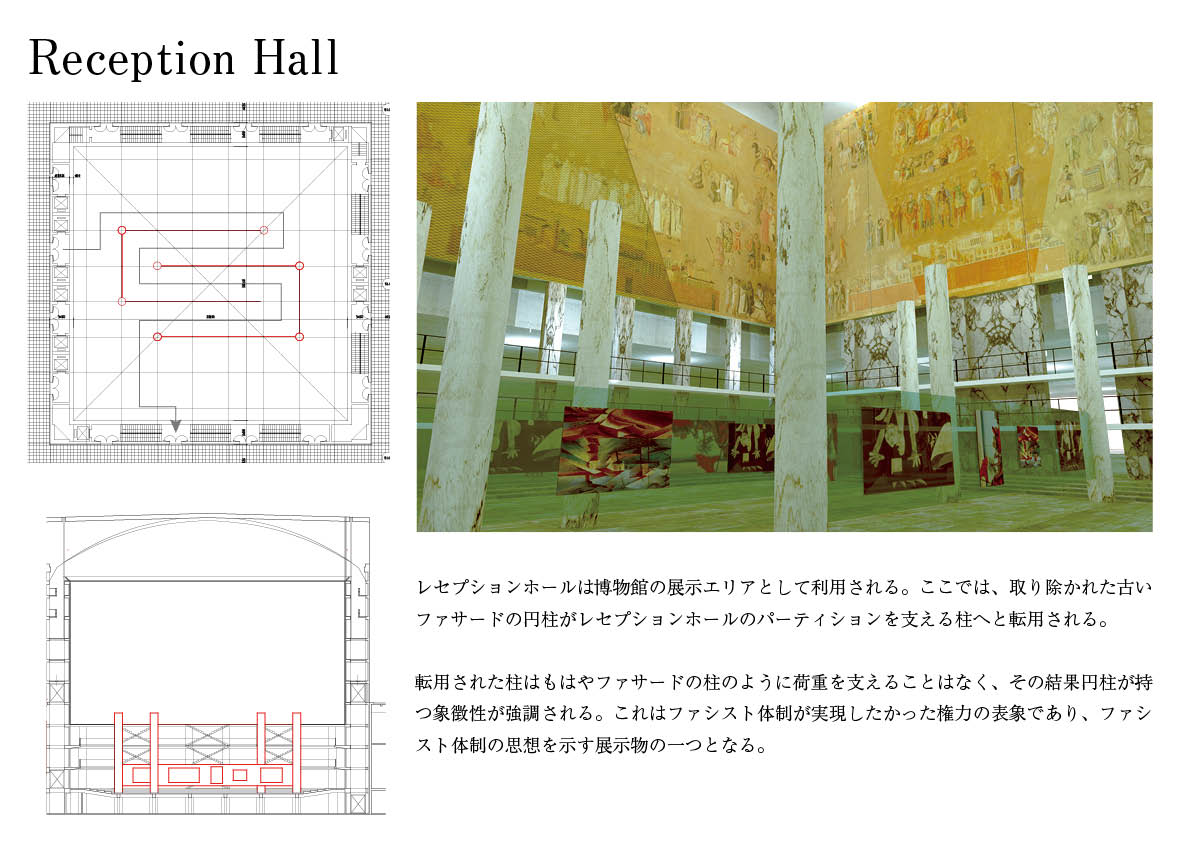 Reception Hall
レセプションホールは博物館の展示エリアとして利用される。ここでは、取り除かれた古い
ファサードの円柱がレセプションホールのパーティションを支える柱へと転用される。
転用された柱はもはやファサードの柱のように荷重を支えることはなく、その結果円柱が持
つ象徴性が強調される。これはファシスト体制が実現したかった権力の表象であり、ファシ
スト体制の思想を示す展示物の一つとなる。